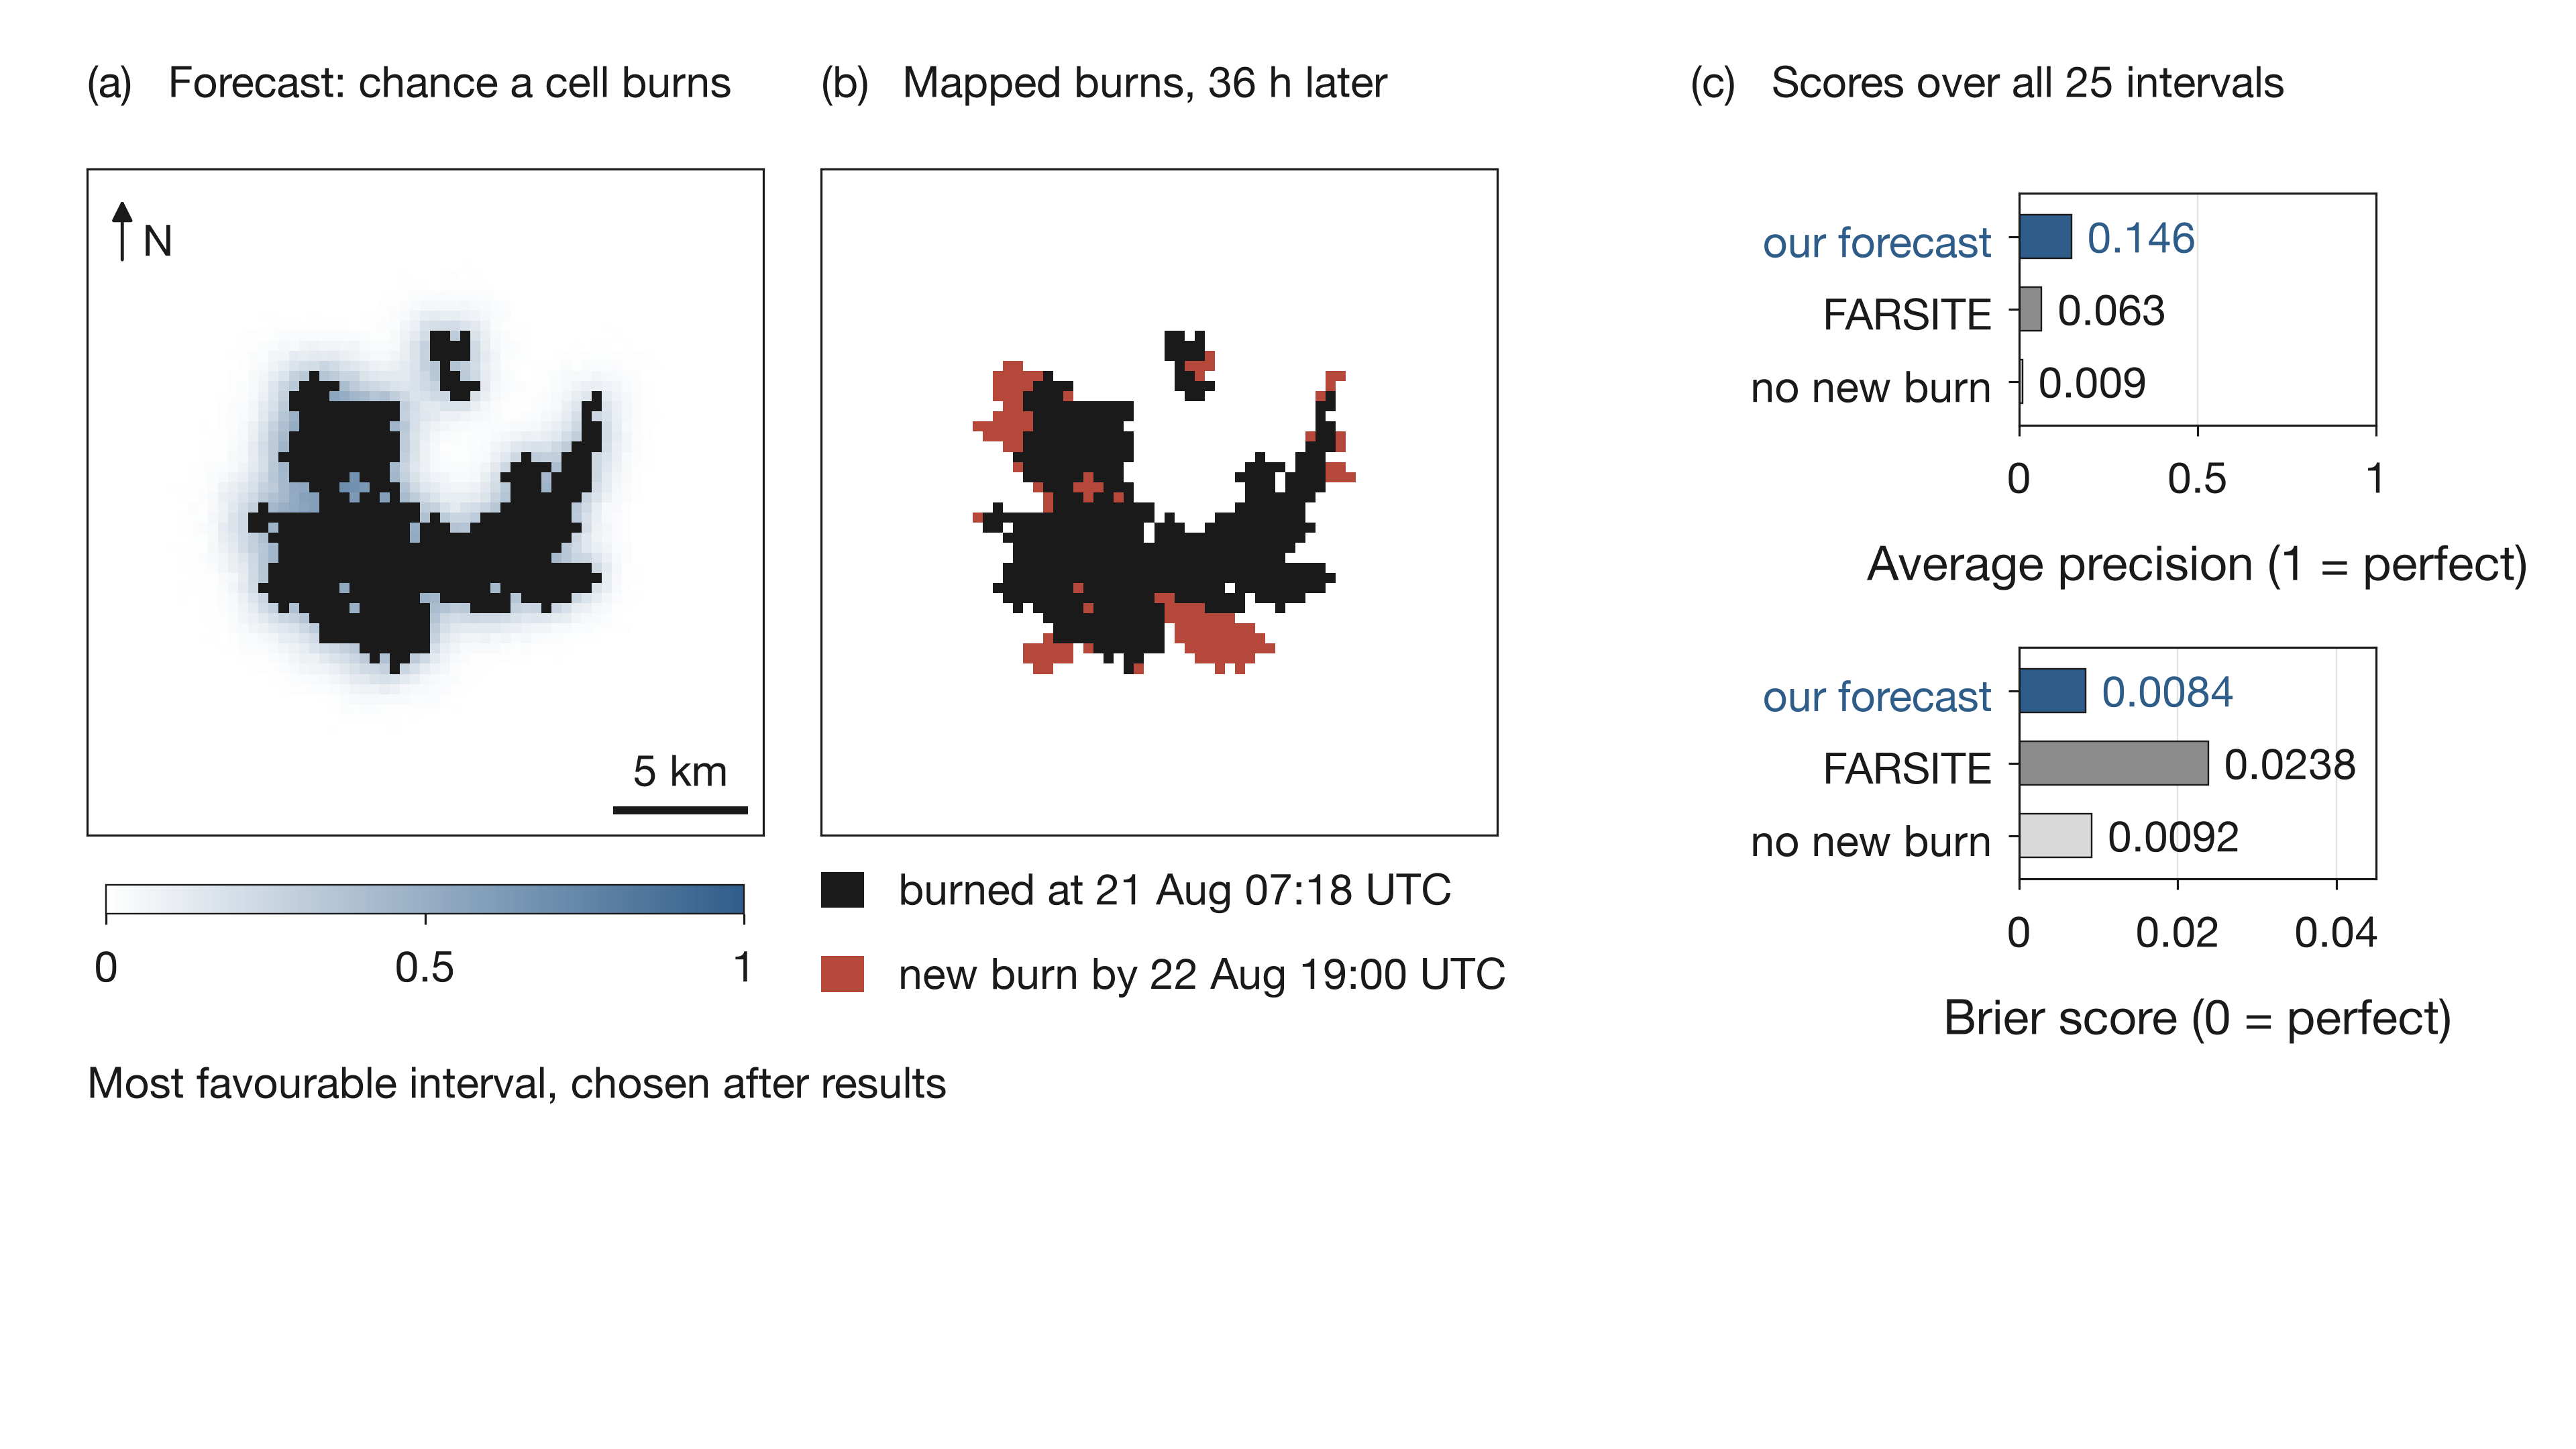 (a) Forecast: chance a cell burns
N
5 km
0 0.5 1
Most favourable interval, chosen after results
(b) Mapped burns, 36 h later
burned at 21 Aug 07:18 UTC
new burn by 22 Aug 19:00 UTC
(c) Scores over all 25 intervals
our forecast 0.146
FARSITE 0.063
no new burn 0.009
0 0.5 1
Average precision (1 = perfect)
our forecast 0.0084
FARSITE 0.0238
no new burn 0.0092
0 0.02 0.04
Brier score (0 = perfect)